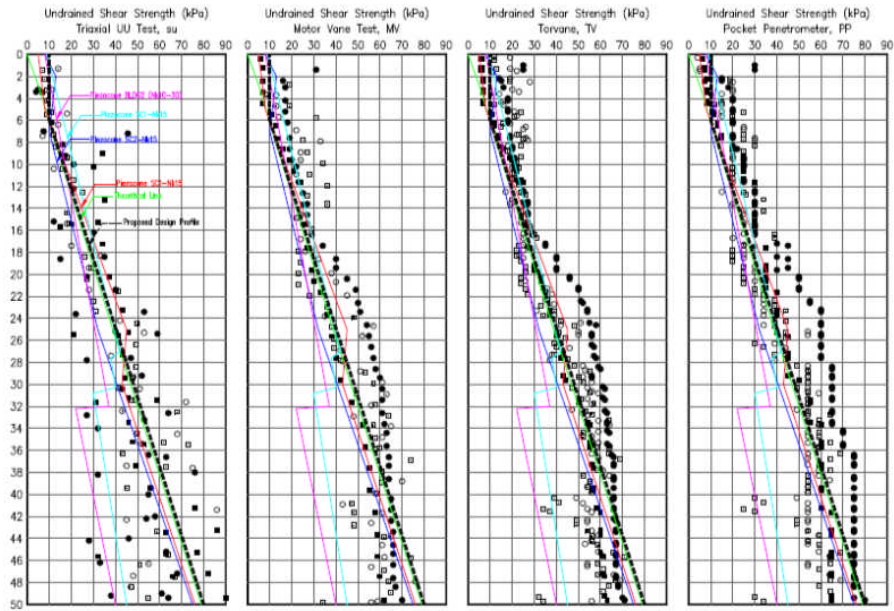 Undrained Shear Strength (kPa)
Triaxial UU Test, su
0 10 20 30 40 50 60 70 80 90
Undrained Shear Strength (kPa)
Motor Vane Test, MV
0 10 20 30 40 50 60 70 80 90
Undrained Shear Strength (kPa)
Torvane, TV
0 10 20 30 40 50 60 70 80 90
Undrained Shear Strength (kPa)
Pocket Penetrometer, PP
0 10 20 30 40 50 60 70 80 90
0
2
4
6
8
10
12
14
16
18
20
22
24
26
28
30
32
34
36
38
40
42
44
46
48
50
Piezocone
Piezocone SC1-Nk15
Piezocone SC2-Nk15
Piezocone
Theoretical Line
Proposed Design Profile